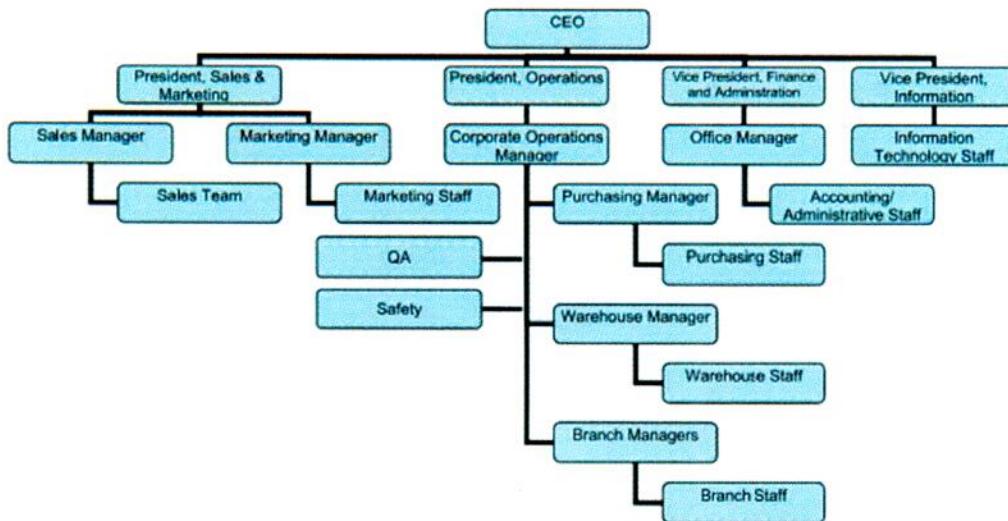 CEO
President, Sales &
Marketing
President, Operations
Vice President, Finance
and Administration
Vice President,
Information
Sales Manager
Marketing Manager
Corporate Operations
Manager
Office Manager
Information
Technology Staff
Sales Team
Marketing Staff
Purchasing Manager
Accounting/
Administrative Staff
QA
Purchasing Staff
Safety
Warehouse Manager
Warehouse Staff
Branch Managers
Branch Staff